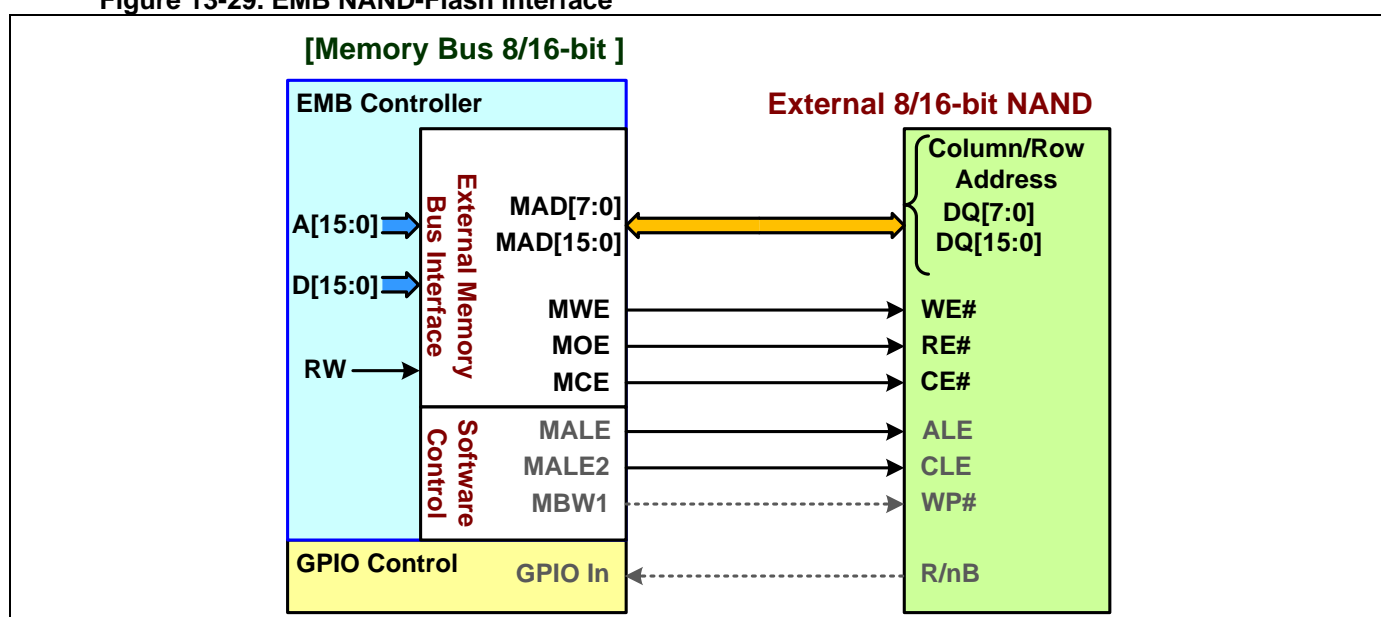 Figure 13-29. EMB NAND-Flash Interface
[Memory Bus 8/16-bit ]
EMB Controller
External 8/16-bit NAND
A[15:0]
D[15:0]
RW
External Memory
Bus Interface
MAD[7:0]
MAD[15:0]
MWE
MOE
MCE
Column/Row
Address
DQ[7:0]
DQ[15:0]
WE#
RE#
CE#
Software
Control
MALE
MALE2
MBW1
ALE
CLE
WP#
GPIO Control
GPIO In
R/nB